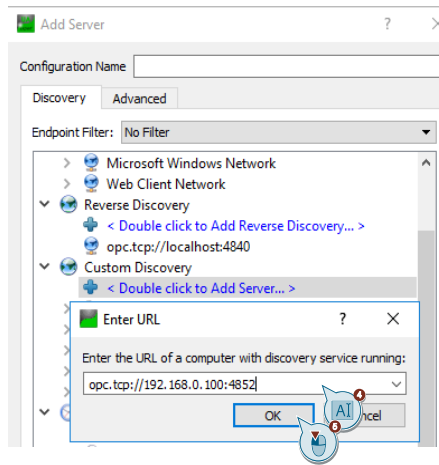 Add Server
?
Configuration Name
Discovery
Advanced
Endpoint Filter:
No Filter
Microsoft Windows Network
Web Client Network
Reverse Discovery
< Double click to Add Reverse Discovery... >
opc.tcp://localhost:4840
Custom Discovery
< Double click to Add Server... >
Enter URL
?
Enter the URL of a computer with discovery service running:
opc.tcp://192.168.0.100:4852
4
AI
OK
ncel
5